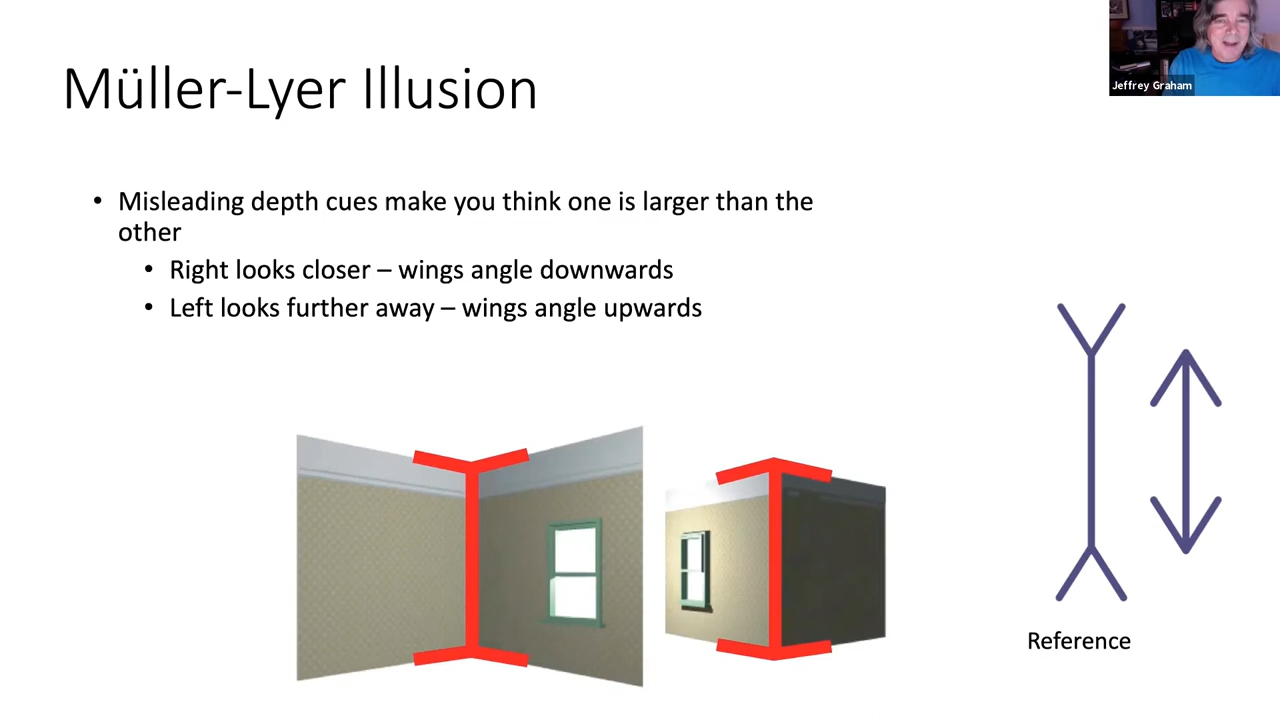 Jeffrey Graham
Müller-Lyer Illusion
• Misleading depth cues make you think one is larger than the
other
• Right looks closer – wings angle downwards
• Left looks further away – wings angle upwards
Reference